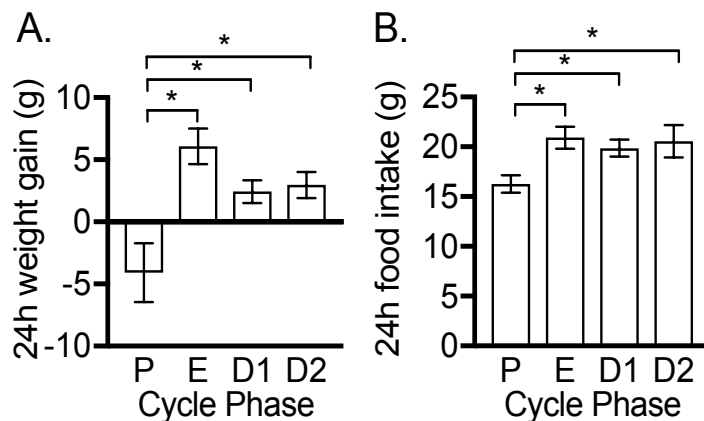 A.
*
*
*
24h weight gain (g)
10
5
0
-5
-10
P E D1 D2
Cycle Phase
B.
*
*
*
24h food intake (g)
25
20
15
10
5
0
P E D1 D2
Cycle Phase